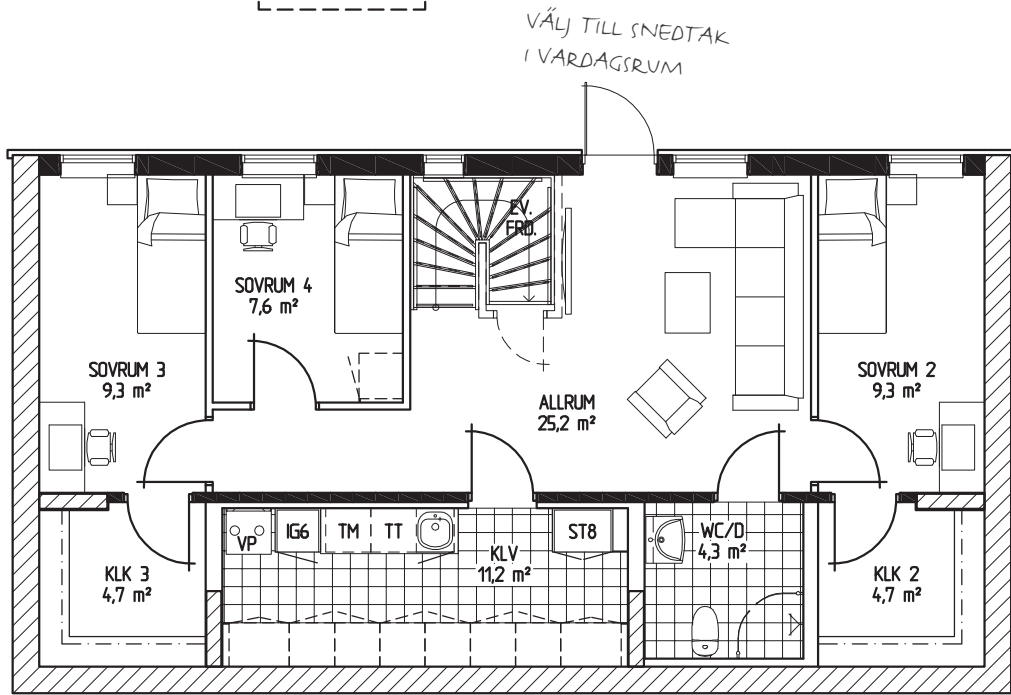 VÄLJ TILL SNEDTAK
I VARDAGSRUM
EV.
FRD.
SOVRUM 4
7,6 m²
SOVRUM 3
9,3 m²
SOVRUM 2
9,3 m²
ALLRUM
25,2 m²
VP
IG6
TM
TT
ST8
WC/D
4,3 m²
KLV
11,2 m²
KLK 3
4,7 m²
KLK 2
4,7 m²